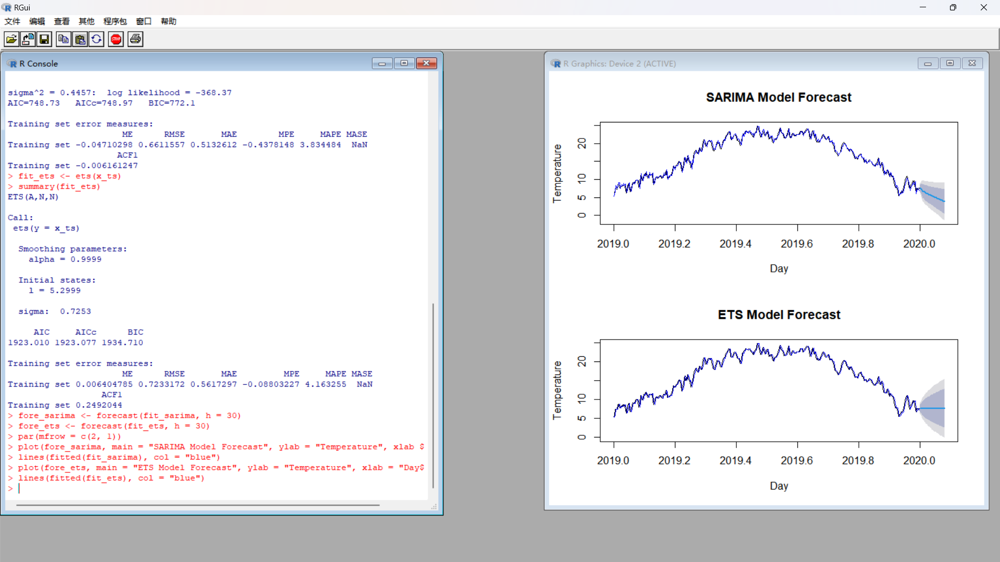 RGui
文件 编辑 查看 其他 程序包 窗口 帮助
STOP
R Console
sigma^2 = 0.4457:  log likelihood = -368.37
AIC=748.73   AICc=748.97   BIC=772.1
Training set error measures:
                      ME      RMSE       MAE        MPE     MAPE MASE
Training set -0.04710298 0.6611557 0.5132612 -0.4378148 3.834484  NaN
                     ACF1
Training set -0.006161247
> fit_ets <- ets(x_ts)
> summary(fit_ets)
ETS(A,N,N)
Call:
 ets(y = x_ts)
  Smoothing parameters:
    alpha = 0.9999
  Initial states:
    l = 5.2999
  sigma:  0.7253
     AIC     AICc      BIC
1923.010 1923.077 1934.710
Training set error measures:
                      ME      RMSE       MAE         MPE     MAPE MASE
Training set 0.006404785 0.7233172 0.5617297 -0.08803227 4.163255  NaN
                  ACF1
Training set 0.2492044
> fore_sarima <- forecast(fit_sarima, h = 30)
> fore_ets <- forecast(fit_ets, h = 30)
> par(mfrow = c(2, 1))
> plot(fore_sarima, main = "SARIMA Model Forecast", ylab = "Temperature", xlab $
> lines(fitted(fit_sarima), col = "blue")
> plot(fore_ets, main = "ETS Model Forecast", ylab = "Temperature", xlab = "Day$
> lines(fitted(fit_ets), col = "blue")
>
R Graphics: Device 2 (ACTIVE)
SARIMA Model Forecast
Temperature
20
10
5
0
2019.0 2019.2 2019.4 2019.6 2019.8 2020.0
Day
ETS Model Forecast
Temperature
20
10
5
0
2019.0 2019.2 2019.4 2019.6 2019.8 2020.0
Day